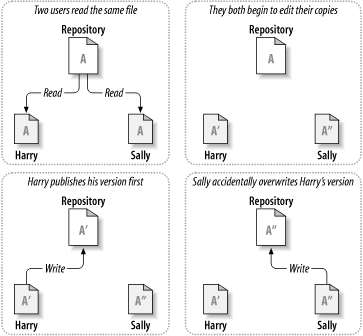 Two users read the same file
Repository
A
Read
Read
A
A
Harry
Sally
They both begin to edit their copies
Repository
A
A'
A"
Harry
Sally
Harry publishes his version first
Repository
A'
Write
A'
A"
Harry
Sally
Sally accidentally overwrites Harry's version
Repository
A"
Write
A'
A"
Harry
Sally